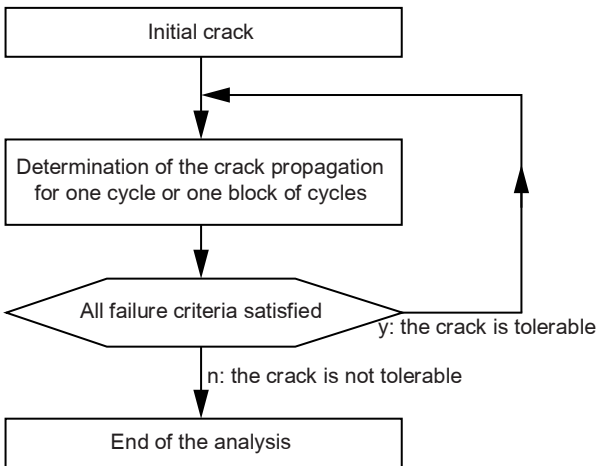 Initial crack
Determination of the crack propagation
for one cycle or one block of cycles
All failure criteria satisfied
y: the crack is tolerable
n: the crack is not tolerable
End of the analysis